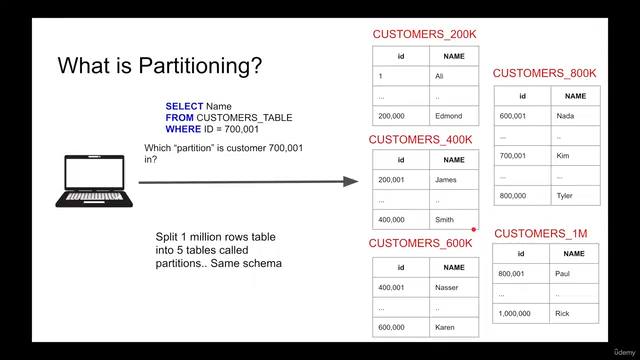 What is Partitioning?
SELECT Name
FROM CUSTOMERS_TABLE
WHERE ID = 700,001
Which “partition” is customer 700,001
in?
Split 1 million rows table
into 5 tables called
partitions.. Same schema
CUSTOMERS_200K
id NAME
1 Ali
... ..
200,000 Edmond
CUSTOMERS_400K
id NAME
200,001 James
... ..
400,000 Smith
CUSTOMERS_600K
id NAME
400,001 Nasser
... ..
600,000 Karen
CUSTOMERS_800K
id NAME
600,001 Nada
... ..
700,001 Kim
... ...
800,000 Tyler
CUSTOMERS_1M
id NAME
800,001 Paul
... ..
1,000,000 Rick
ûdemy